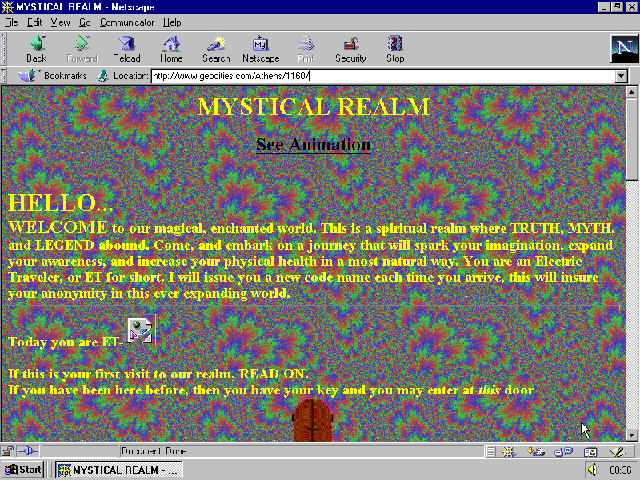 MYSTICAL REALM - Netscape
File Edit View Go Communicator Help
Back Forward Reload Home Search Netscape Print Security Stop
N
Bookmarks Location: http://www.geocities.com/athens/1160/
MYSTICAL REALM
See Animation
HELLO...
WELCOME to our magical, enchanted world. This is a spiritual realm where TRUTH, MYTH,
and LEGEND abound. Come, and embark on a journey that will spark your imagination, expand
your awareness, and increase your physical health in a most natural way. You are an Electric
Traveler, or ET for short. I will issue you a new code name each time you arrive, this will insure
your anonymity in this ever expanding world.
Today you are ET-
If this is your first visit to our realm, READ ON.
If you have been here before, then you have your key and you may enter at this door
Document: Done
Start MYSTICAL REALM - ... 00:06